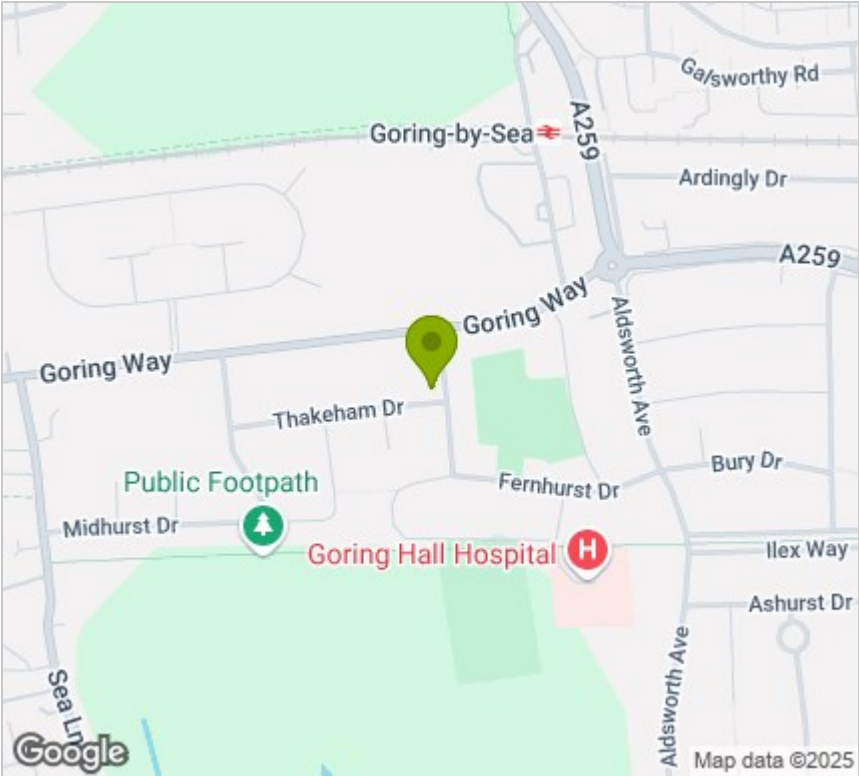 Galsworthy Rd
Goring-by-Sea
A259
Ardingly Dr
A259
Goring Way
Aldsworth Ave
Goring Way
Thakeham Dr
Public Footpath
Fernhurst Dr
Bury Dr
Midhurst Dr
Goring Hall Hospital
H
Ilex Way
Ashurst Dr
Aldsworth Ave
Sea Ln
Google
Map data ©2025